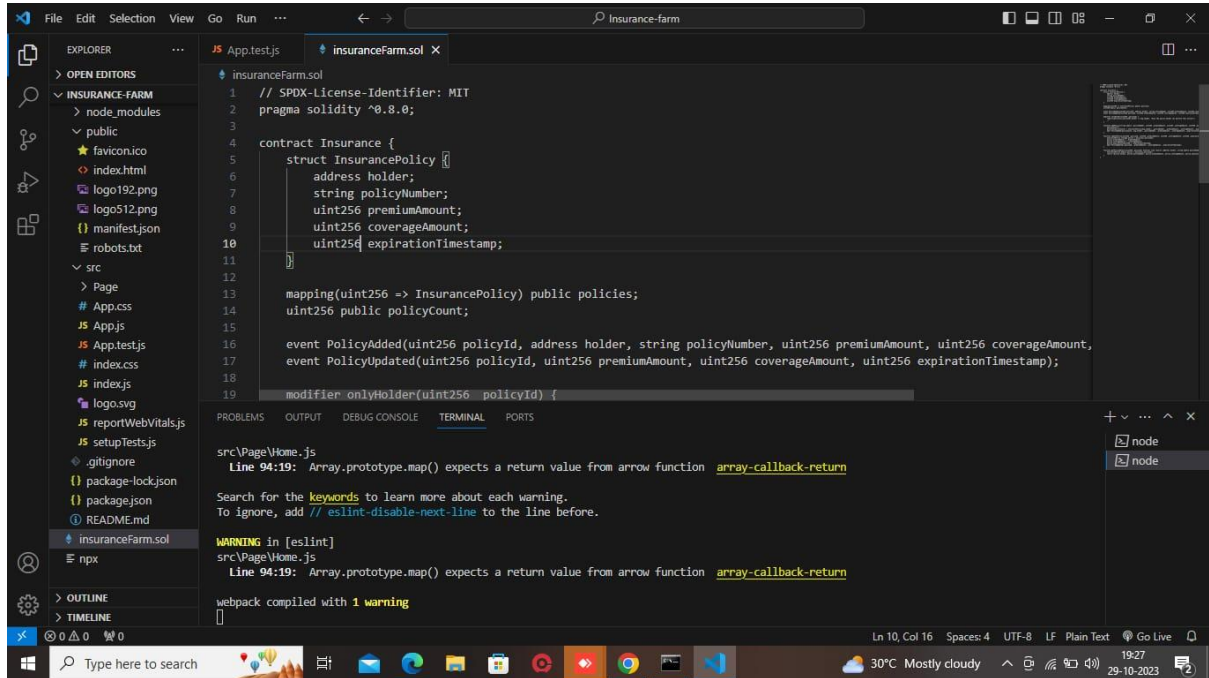 File Edit Selection View Go Run ··· ← → Insurance-farm
EXPLORER ···
> OPEN EDITORS
INSURANCE-FARM
> node_modules
public
favicon.ico
index.html
logo192.png
logo512.png
manifest.json
robots.txt
src
> Page
# App.css
JS App.js
JS App.test.js
# index.css
JS index.js
logo.svg
JS reportWebVitals.js
JS setupTests.js
.gitignore
{} package-lock.json
{} package.json
README.md
insuranceFarm.sol
npx
> OUTLINE
> TIMELINE
JS App.test.js insuranceFarm.sol ×
insuranceFarm.sol
1 // SPDX-License-Identifier: MIT
2 pragma solidity ^0.8.0;
3
4 contract Insurance {
5 struct InsurancePolicy {
6 address holder;
7 string policyNumber;
8 uint256 premiumAmount;
9 uint256 coverageAmount;
10 uint256 expirationTimestamp;
11 }
12
13 mapping(uint256 => InsurancePolicy) public policies;
14 uint256 public policyCount;
15
16 event PolicyAdded(uint256 policyId, address holder, string policyNumber, uint256 premiumAmount, uint256 coverageAmount,
17 event PolicyUpdated(uint256 policyId, uint256 premiumAmount, uint256 coverageAmount, uint256 expirationTimestamp);
18
19 modifier onlyHolder(uint256 policyId) {
PROBLEMS OUTPUT DEBUG CONSOLE TERMINAL PORTS
src\Page\Home.js
Line 94:19: Array.prototype.map() expects a return value from arrow function array-callback-return
Search for the keywords to learn more about each warning.
To ignore, add // eslint-disable-next-line to the line before.
WARNING in [eslint]
src\Page\Home.js
Line 94:19: Array.prototype.map() expects a return value from arrow function array-callback-return
webpack compiled with 1 warning
node
node
0 0 0 Ln 10, Col 16 Spaces: 4 UTF-8 LF Plain Text Go Live
Type here to search 30°C Mostly cloudy 19:27
29-10-2023 2